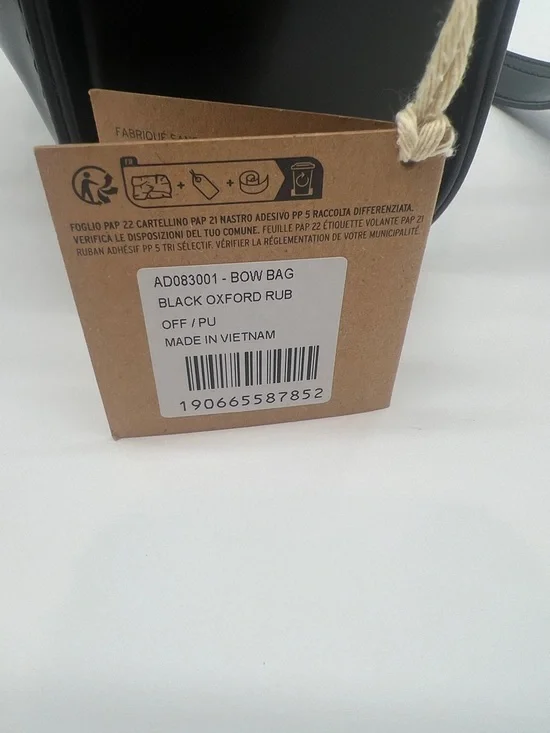 FABRIQUÉ SANS
FR
FOGLIO PAP 22 CARTELLINO PAP 21 NASTRO ADESIVO PP 5 RACCOLTA DIFFERENZIATA.
VERIFICA LE DISPOSIZIONI DEL TUO COMUNE. FEUILLE PAP 22 ÉTIQUETTE VOLANTE PAP 21
RUBAN ADHÉSIF PP 5 TRI SÉLECTIF. VÉRIFIER LA RÉGLEMENTATION DE VOTRE MUNICIPALITÉ.
AD083001 - BOW BAG
BLACK OXFORD RUB
OFF / PU
MADE IN VIETNAM
190665587852